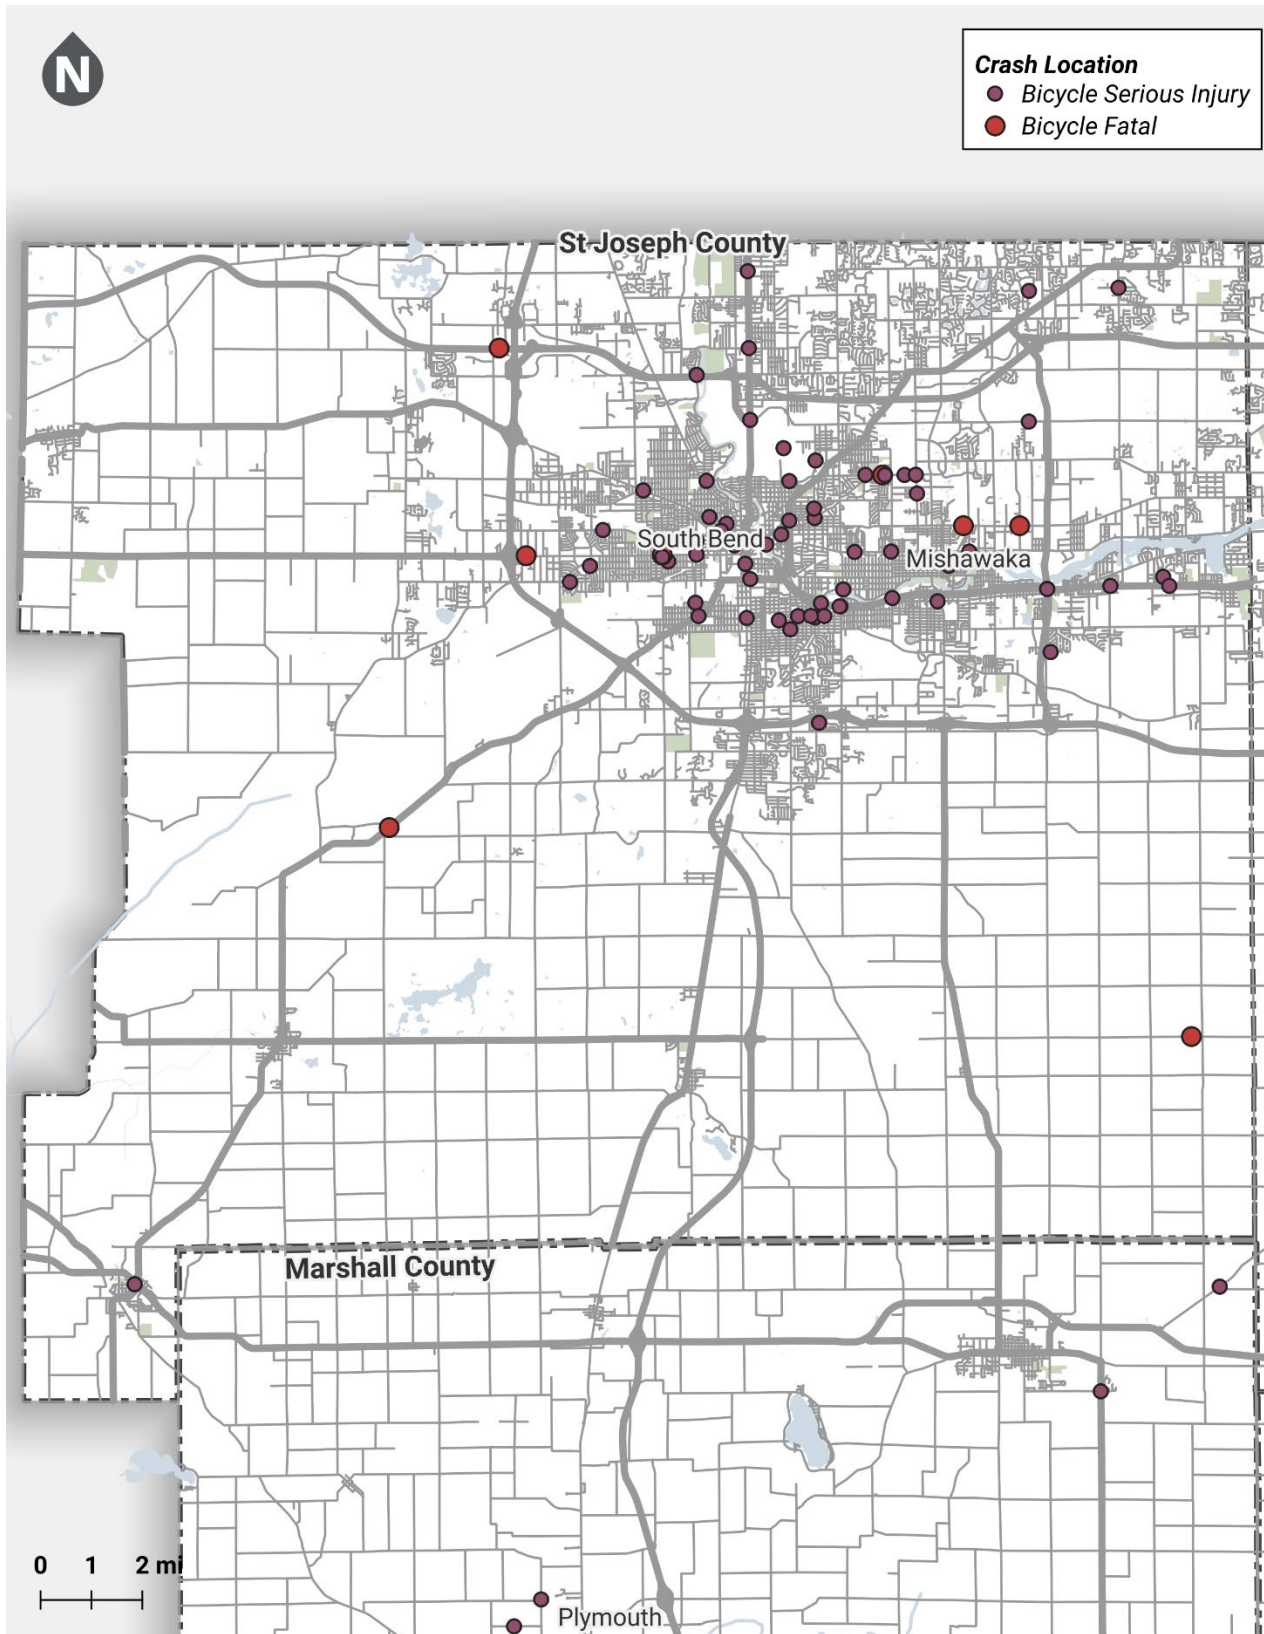 N
Crash Location
Bicycle Serious Injury
Bicycle Fatal
St Joseph County
South Bend
Mishawaka
Marshall County
0 1 2 mi
Plymouth